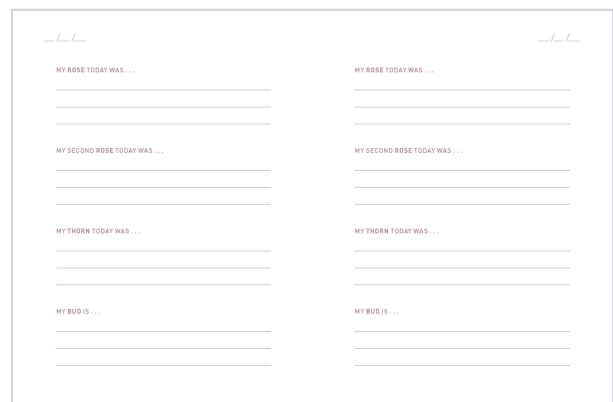 __ /__ /__
MY ROSE TODAY WAS . . .
MY SECOND ROSE TODAY WAS . . .
MY THORN TODAY WAS . . .
MY BUD IS . . .
__ /__ /__
MY ROSE TODAY WAS . . .
MY SECOND ROSE TODAY WAS . . .
MY THORN TODAY WAS . . .
MY BUD IS . . .